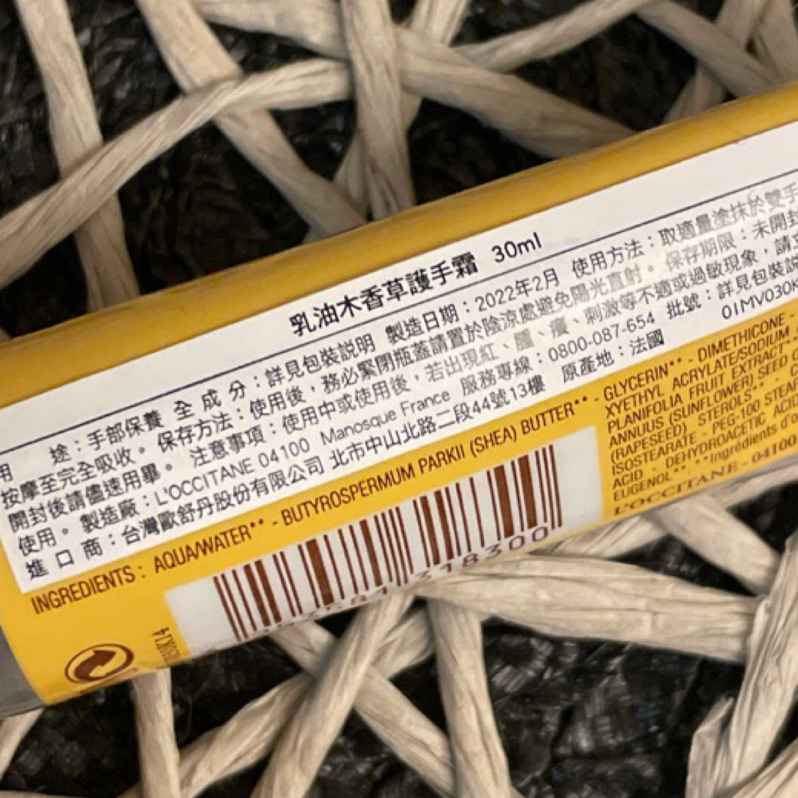 乳油木香草護手霜 30ml
用 途：手部保養 全成分：詳見包裝説明 製造日期：2022年2月 使用方法：取適量塗抹於雙手
按摩至完全吸收。 保存方法：使用後，務必緊閉瓶蓋請置於陰涼處避免陽光直射。 保存期限：未開封
開封後請儘速用畢。 注意事項：使用中或使用後，若出現紅、腫、癢、刺激等不適或過敏現象，請立
使用。 製造廠：L'OCCITANE 04100 Manosque France 服務專線：0800-087-654 批號：詳見包裝説
進口商：台灣歐舒丹股份有限公司 北市中山北路二段44號13樓 原產地：法國 01MV030K
INGREDIENTS : AQUA/WATER** - BUTYROSPERMUM PARKII (SHEA) BUTTER** - GLYCERIN** - DIMETHICONE -
XYETHYL ACRYLATE/SODIUM
PLANIFOLIA FRUIT EXTRACT**
ANNUUS (SUNFLOWER) SEED
(RAPESEED) STEROLS** - PEG-100 STEAR
ISOSTEARATE - DEHYDROACETIC ACID
ACID -
EUGENOL**. **Ingrédients d'o
L'OCCITANE - 04100
318300